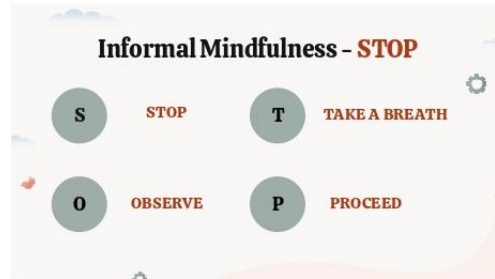 Informal Mindfulness - STOP
S STOP T TAKE A BREATH
O OBSERVE P PROCEED